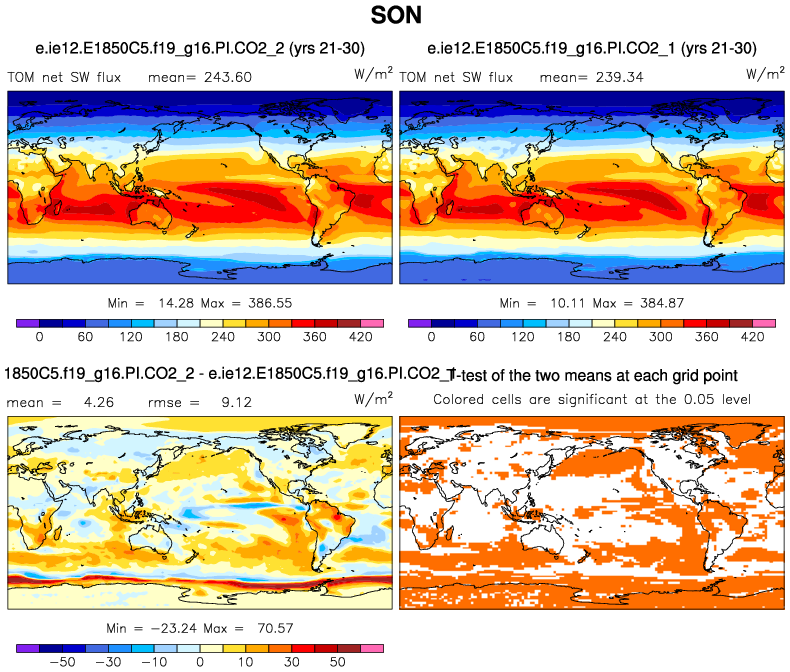 SON
e.ie12.E1850C5.f19_g16.PI.CO2_2 (yrs 21-30)
TOM net SW flux mean= 243.60 W/m²
Min = 14.28 Max = 386.55
0 60 120 180 240 300 360 420
e.ie12.E1850C5.f19_g16.PI.CO2_1 (yrs 21-30)
TOM net SW flux mean= 239.34 W/m²
Min = 10.11 Max = 384.87
0 60 120 180 240 300 360 420
1850C5.f19_g16.PI.CO2_2 - e.ie12.E1850C5.f19_g16.PI.CO2_
mean = 4.26 rmse = 9.12 W/m²
Min = −23.24 Max = 70.57
−50 −30 −10 0 10 30 50
T-test of the two means at each grid point
Colored cells are significant at the 0.05 level